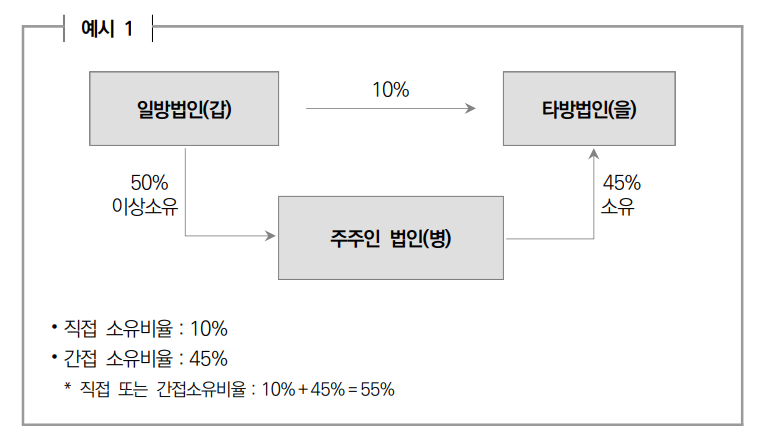 예시 1
일방법인(갑)
10%
타방법인(을)
50%
이상소유
45%
소유
주주인 법인(병)
• 직접 소유비율 : 10%
• 간접 소유비율 : 45%
* 직접 또는 간접소유비율 : 10%+45%=55%